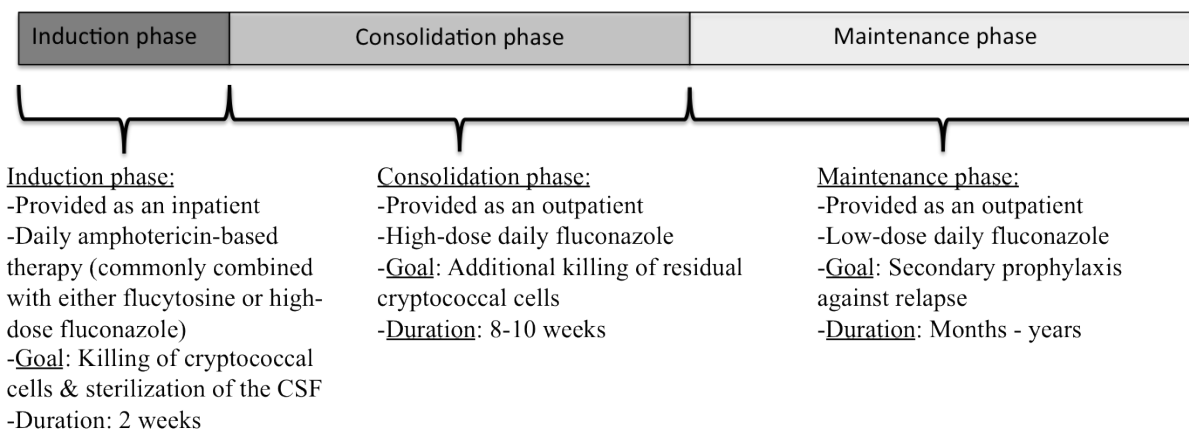 Induction phase
Consolidation phase
Maintenance phase
Induction phase:
-Provided as an inpatient
-Daily amphotericin-based
therapy (commonly combined
with either flucytosine or high-
dose fluconazole)
-Goal: Killing of cryptococcal
cells & sterilization of the CSF
-Duration: 2 weeks
Consolidation phase:
-Provided as an outpatient
-High-dose daily fluconazole
-Goal: Additional killing of residual
cryptococcal cells
-Duration: 8-10 weeks
Maintenance phase:
-Provided as an outpatient
-Low-dose daily fluconazole
-Goal: Secondary prophylaxis
against relapse
-Duration: Months - years